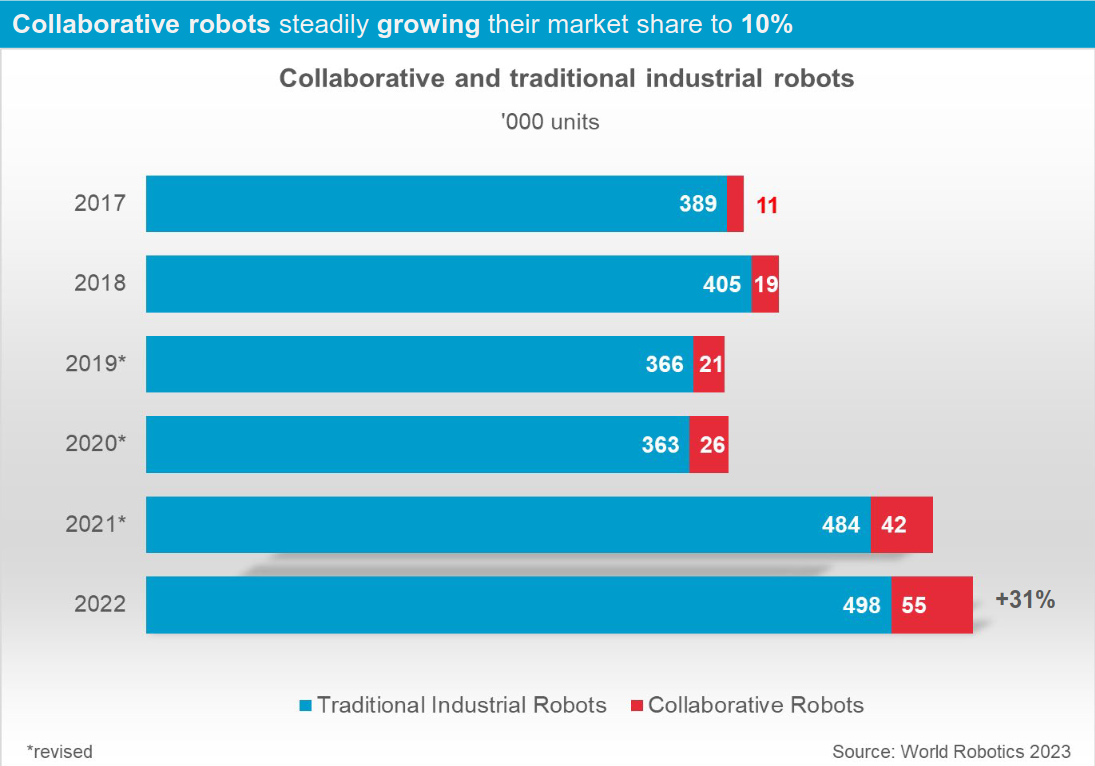 Collaborative robots steadily growing their market share to 10%
Collaborative and traditional industrial robots
'000 units
2017 389 11
2018 405 19
2019* 366 21
2020* 363 26
2021* 484 42
2022 498 55 +31%
Traditional Industrial Robots Collaborative Robots
*revised Source: World Robotics 2023